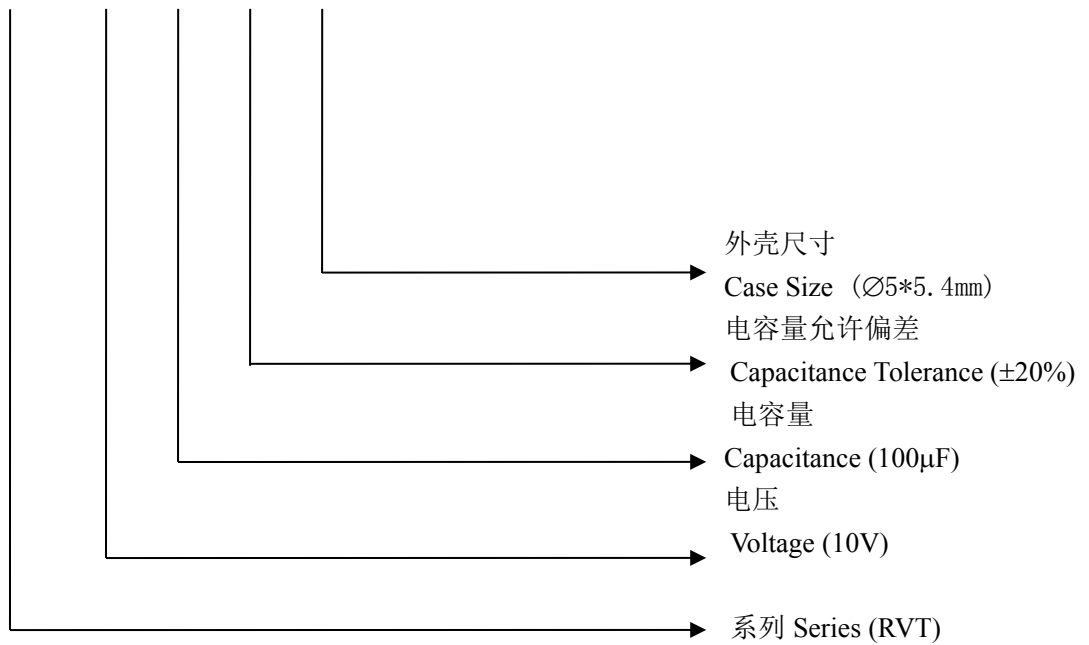 外壳尺寸
Case Size （∅5*5.4mm）
电容量允许偏差
Capacitance Tolerance (±20%)
电容量
Capacitance (100μF)
电压
Voltage (10V)
系列 Series (RVT)